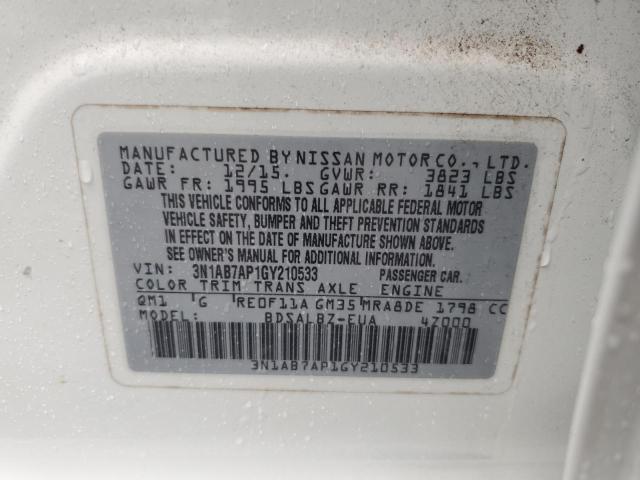 MANUFACTURED BY NISSAN MOTOR CO., LTD.
DATE: 12/15. GVWR: 3823 LBS
GAWR FR: 1995 LBS GAWR RR: 1841 LBS
THIS VEHICLE CONFORMS TO ALL APPLICABLE FEDERAL MOTOR
VEHICLE SAFETY, BUMPER AND THEFT PREVENTION STANDARDS
IN EFFECT ON THE DATE OF MANUFACTURE SHOWN ABOVE.
SEE OWNER'S MANUAL FOR ADDITIONAL INFORMATION.
VIN: 3N1AB7AP1GY210533 PASSENGER CAR.
COLOR TRIM TRANS AXLE ENGINE
QM1 G RE0F11A GM35 MRA8DE 1798 CC
MODEL: BDSALBZ-EUA 4Z000
3N1AB7AP1GY210533